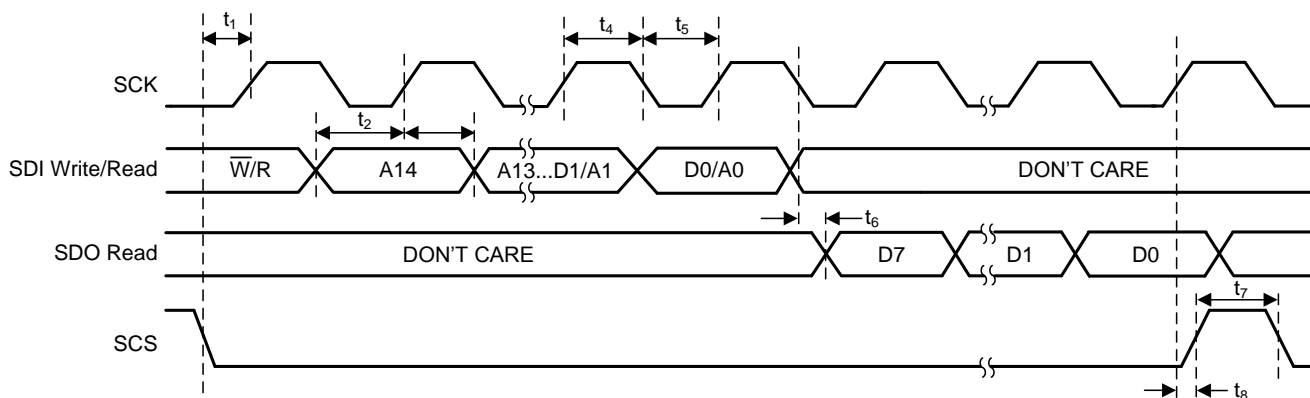 t1 t4 t5
SCK
t2
SDI Write/Read W̅/R A14 A13...D1/A1 D0/A0 DON'T CARE
t6
SDO Read DON'T CARE D7 D1 D0
t7
SCS
t8